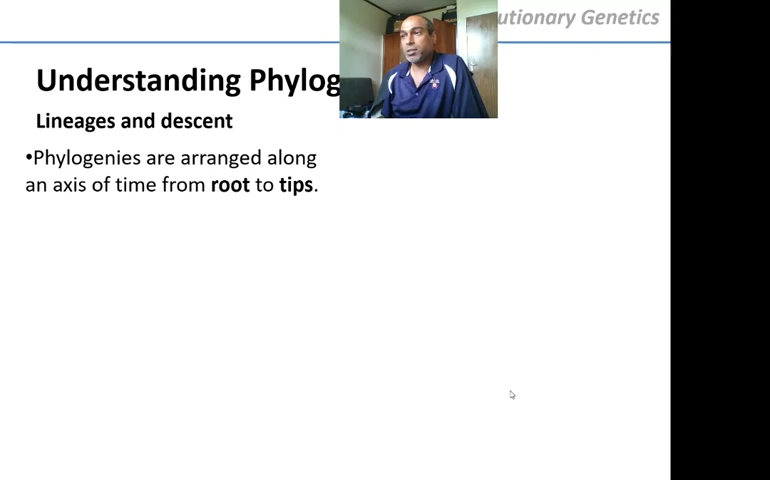 utionary Genetics
Understanding Phylog
Lineages and descent
•Phylogenies are arranged along
an axis of time from root to tips.